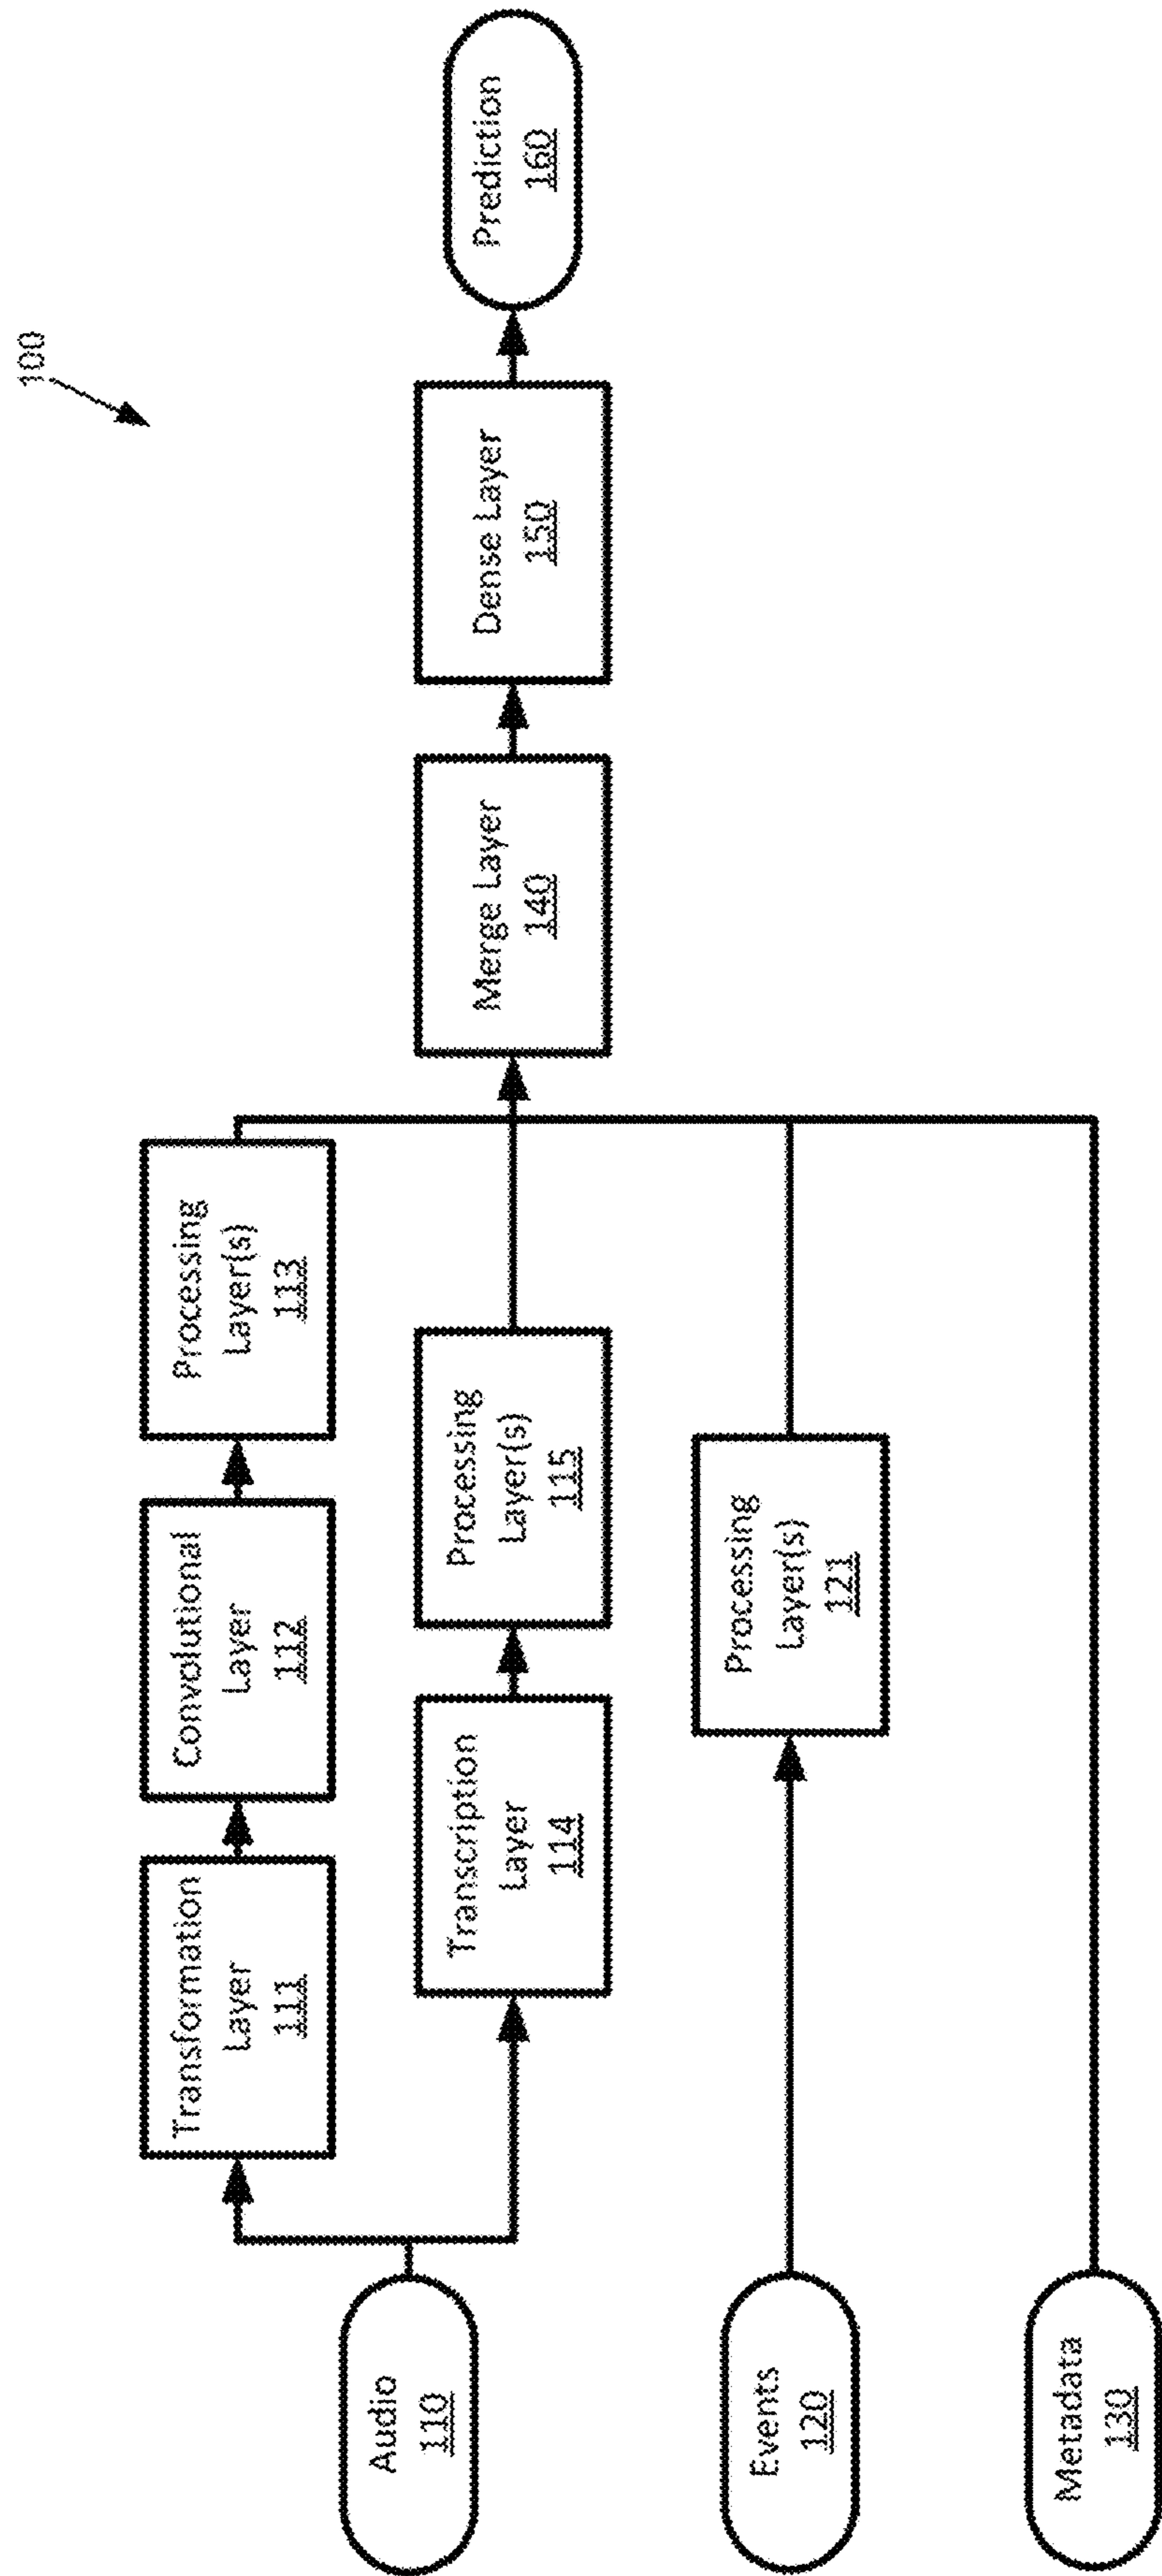 100
Audio
110
Transformation
Layer
111
Convolutional
Layer
112
Processing
Layer(s)
113
Transcription
Layer
114
Processing
Layer(s)
115
Merge Layer
140
Dense Layer
150
Prediction
160
Events
120
Processing
Layer(s)
121
Metadata
130